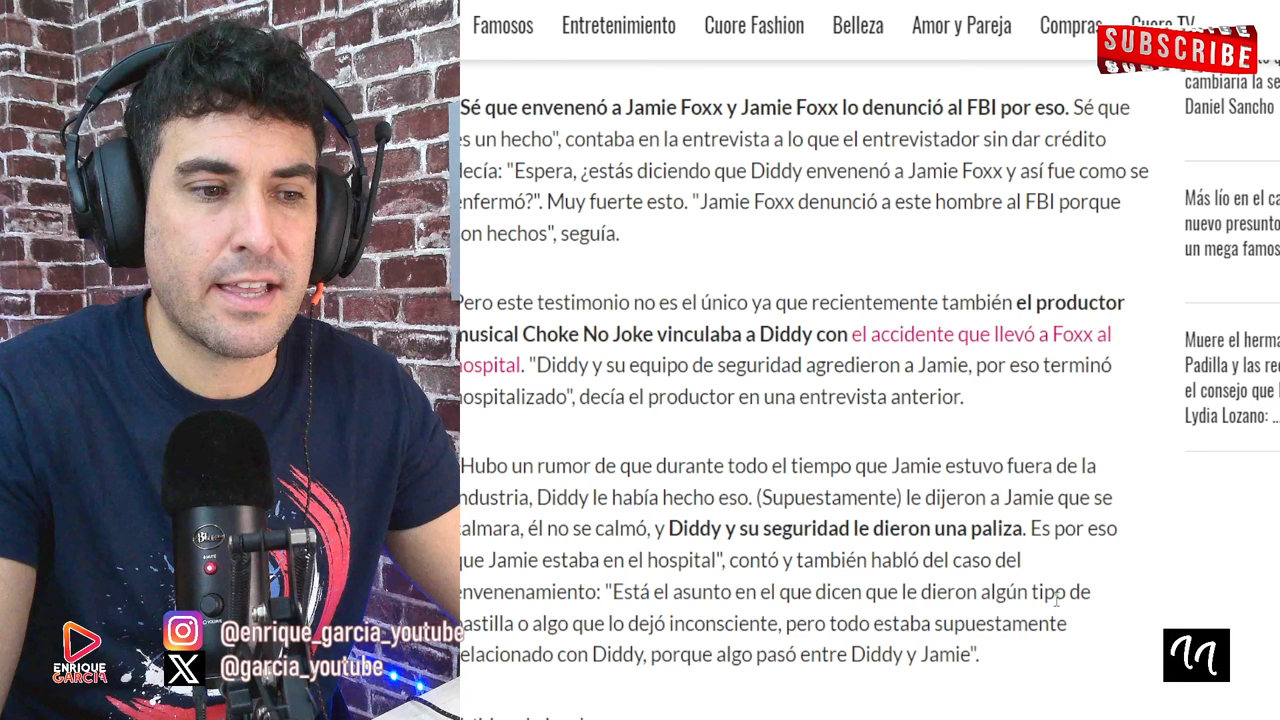 Famosos Entretenimiento Cuore Fashion Belleza Amor y Pareja Compras Cuore TV
SUBSCRIBE
Sé que envenenó a Jamie Foxx y Jamie Foxx lo denunció al FBI por eso. Sé que
es un hecho", contaba en la entrevista a lo que el entrevistador sin dar crédito
decía: "Espera, ¿estás diciendo que Diddy envenenó a Jamie Foxx y así fue como se
enfermó?". Muy fuerte esto. "Jamie Foxx denunció a este hombre al FBI porque
son hechos", seguía.
Pero este testimonio no es el único ya que recientemente también el productor
musical Choke No Joke vinculaba a Diddy con el accidente que llevó a Foxx al
hospital. "Diddy y su equipo de seguridad agredieron a Jamie, por eso terminó
hospitalizado", decía el productor en una entrevista anterior.
"Hubo un rumor de que durante todo el tiempo que Jamie estuvo fuera de la
industria, Diddy le había hecho eso. (Supuestamente) le dijeron a Jamie que se
calmara, él no se calmó, y Diddy y su seguridad le dieron una paliza. Es por eso
que Jamie estaba en el hospital", contó y también habló del caso del
envenenamiento: "Está el asunto en el que dicen que le dieron algún tipo de
pastilla o algo que lo dejó inconsciente, pero todo estaba supuestamente
relacionado con Diddy, porque algo pasó entre Diddy y Jamie".
cambiaría la se
Daniel Sancho
Más lío en el ca
nuevo presunto
un mega famos
Muere el herma
Padilla y las re
el consejo que
Lydia Lozano: ...
Blue
MUTE
ENRIQUE
GARCIA
@enrique_garcia_youtube
@garcia_youtube